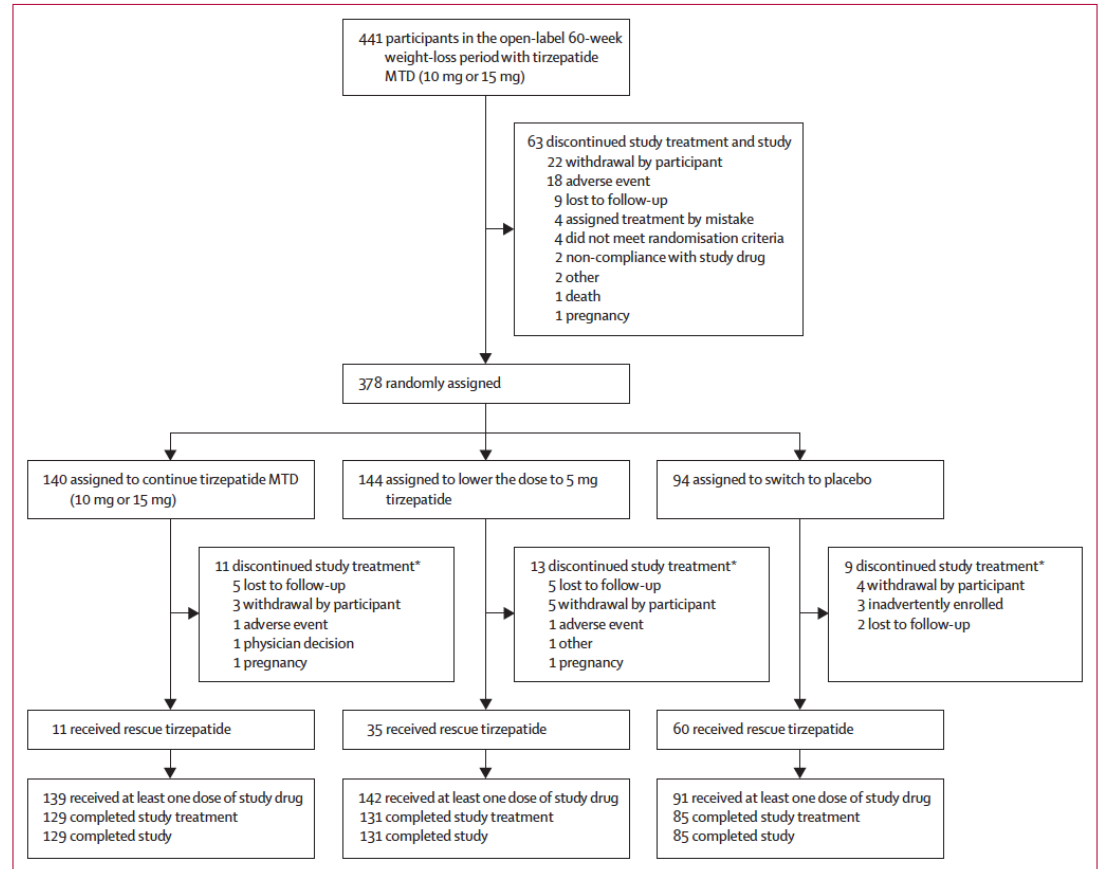 441 participants in the open-label 60-week
weight-loss period with tirzepatide
MTD (10 mg or 15 mg)
63 discontinued study treatment and study
22 withdrawal by participant
18 adverse event
9 lost to follow-up
4 assigned treatment by mistake
4 did not meet randomisation criteria
2 non-compliance with study drug
2 other
1 death
1 pregnancy
378 randomly assigned
140 assigned to continue tirzepatide MTD
(10 mg or 15 mg)
144 assigned to lower the dose to 5 mg
tirzepatide
94 assigned to switch to placebo
11 discontinued study treatment*
5 lost to follow-up
3 withdrawal by participant
1 adverse event
1 physician decision
1 pregnancy
13 discontinued study treatment*
5 lost to follow-up
5 withdrawal by participant
1 adverse event
1 other
1 pregnancy
9 discontinued study treatment*
4 withdrawal by participant
3 inadvertently enrolled
2 lost to follow-up
11 received rescue tirzepatide
35 received rescue tirzepatide
60 received rescue tirzepatide
139 received at least one dose of study drug
129 completed study treatment
129 completed study
142 received at least one dose of study drug
131 completed study treatment
131 completed study
91 received at least one dose of study drug
85 completed study treatment
85 completed study